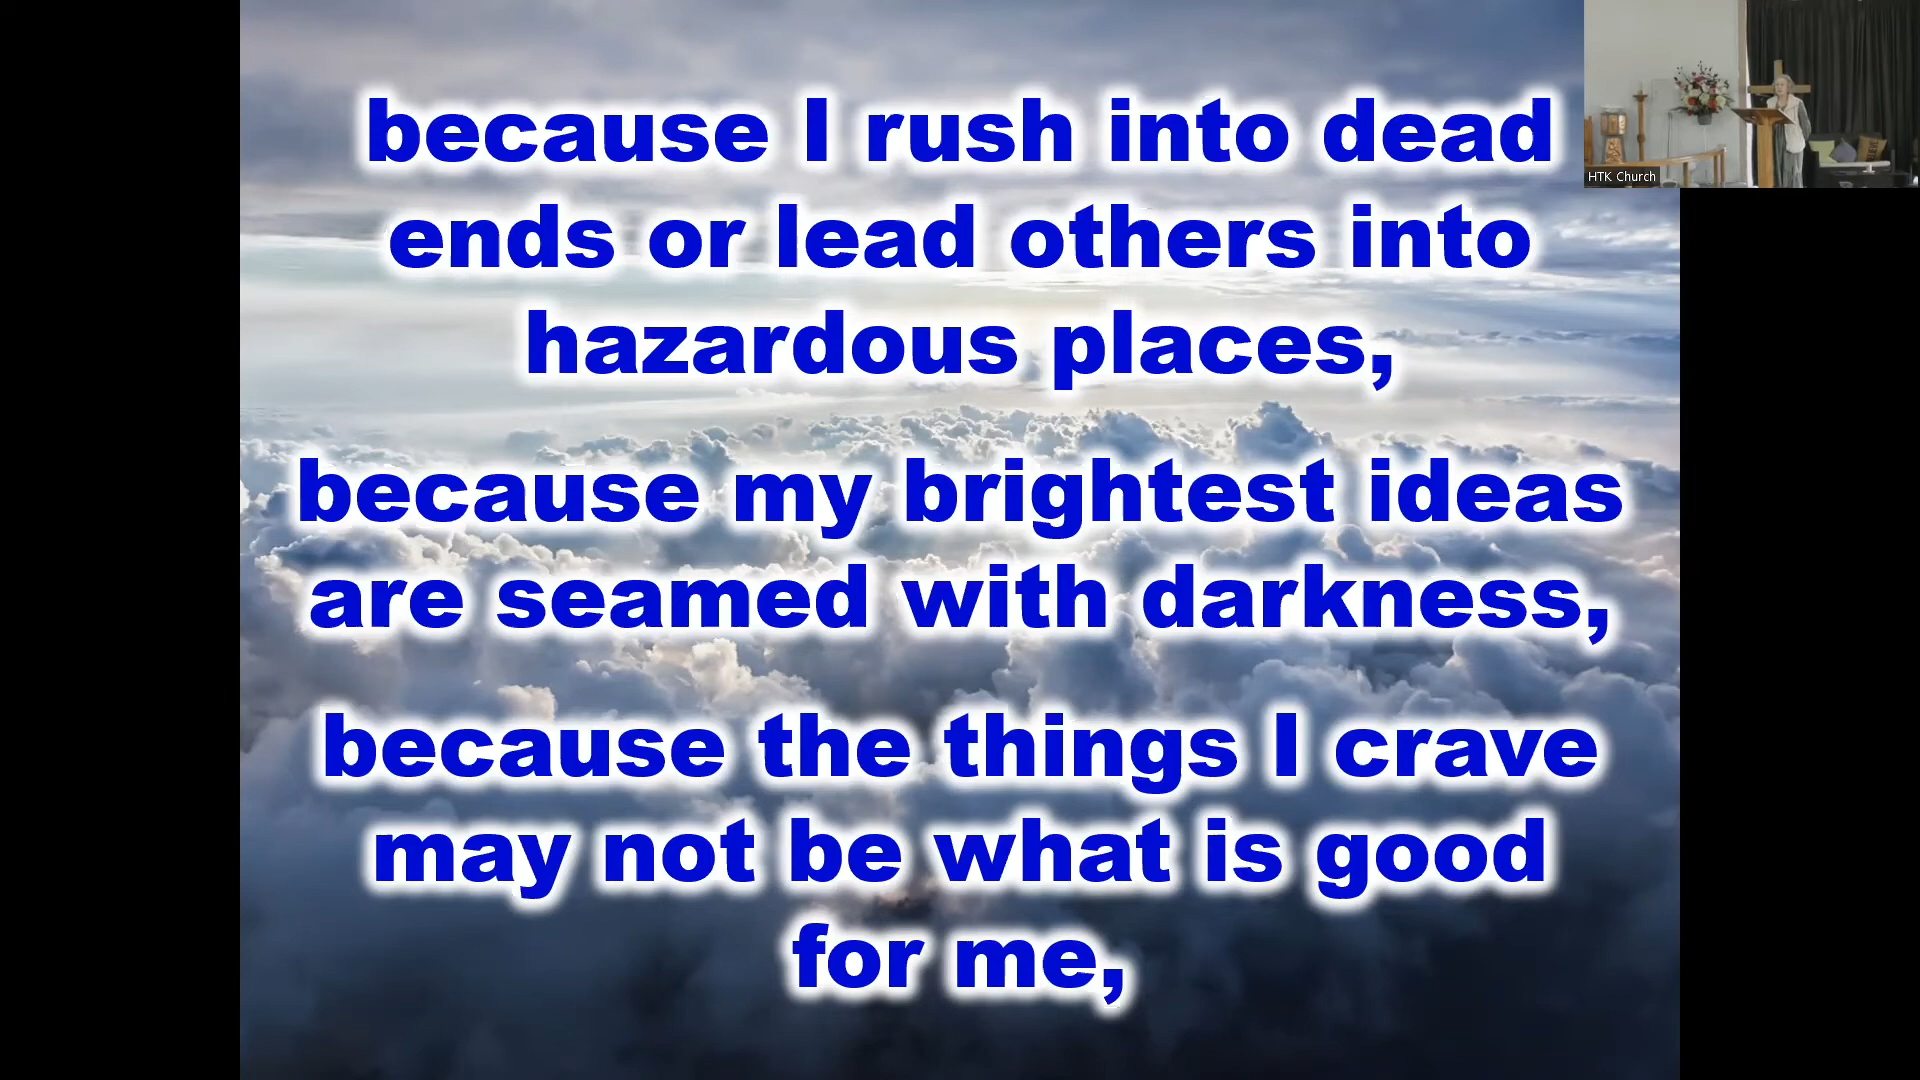 because I rush into dead
ends or lead others into
hazardous places,
because my brightest ideas
are seamed with darkness,
because the things I crave
may not be what is good
for me,
HTK Church